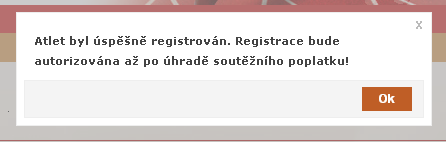 x
Atlet byl úspěšně registrován. Registrace bude
autorizována až po úhradě soutěžního poplatku!
Ok